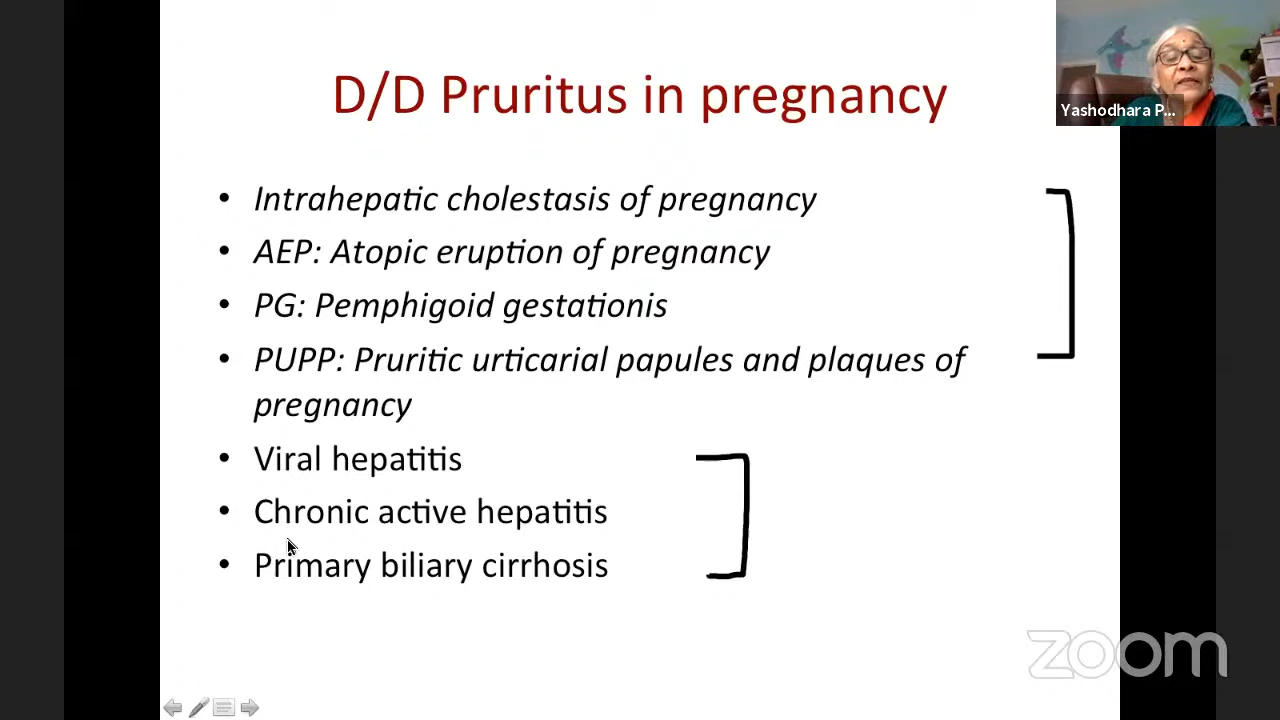 D/D Pruritus in pregnancy
Yashodhara P...
• Intrahepatic cholestasis of pregnancy
• AEP: Atopic eruption of pregnancy
• PG: Pemphigoid gestationis
• PUPP: Pruritic urticarial papules and plaques of
pregnancy
• Viral hepatitis
• Chronic active hepatitis
• Primary biliary cirrhosis
zoom